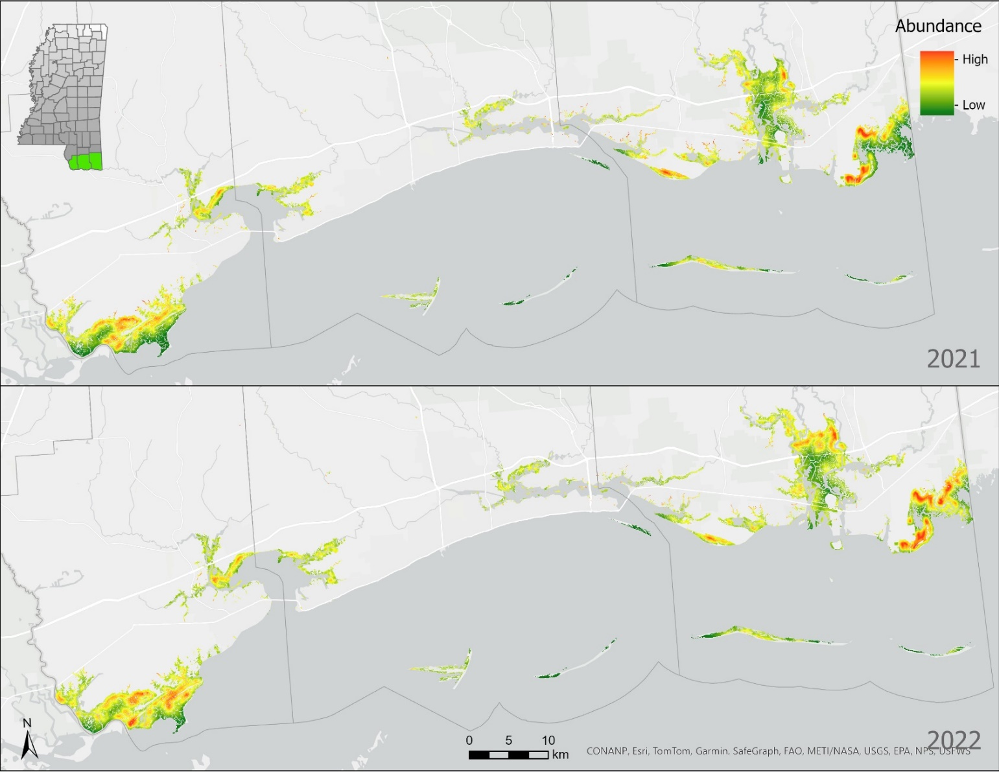 Abundance
High
Low
2021
2022
N
0 5 10
km
CONANP, Esri, TomTom, Garmin, SafeGraph, FAO, METI/NASA, USGS, EPA, NPS, USFWS